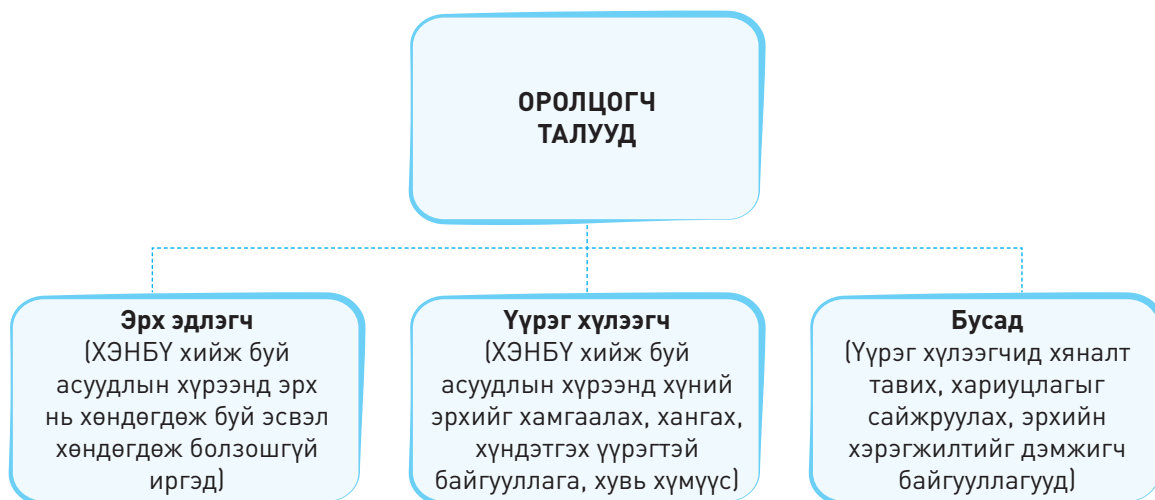 ОРОЛЦОГЧ
ТАЛУУД
Эрх эдлэгч
(ХЭНБҮ хийж буй
асуудлын хүрээнд эрх
нь хөндөгдөж буй эсвэл
хөндөгдөж болзошгүй
иргэд)
Үүрэг хүлээгч
(ХЭНБҮ хийж буй
асуудлын хүрээнд хүний
эрхийг хамгаалах, хангах,
хүндэтгэх үүрэгтэй
байгууллага, хувь хүмүүс)
Бусад
(Үүрэг хүлээгчид хяналт
тавих, хариуцлагыг
сайжруулах, эрхийн
хэрэгжилтийг дэмжигч
байгууллагууд)